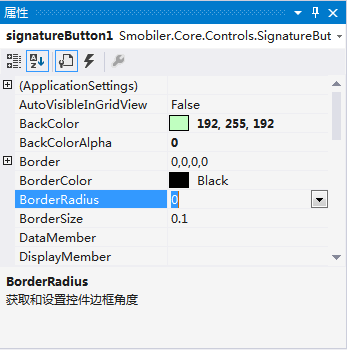 属性
signatureButton1 Smobiler.Core.Controls.SignatureBut
(ApplicationSettings)
AutoVisibleInGridView False
BackColor 192, 255, 192
BackColorAlpha 0
Border 0,0,0,0
BorderColor Black
BorderRadius 0
BorderSize 0.1
DataMember
DisplayMember
BorderRadius
获取和设置控件边框角度